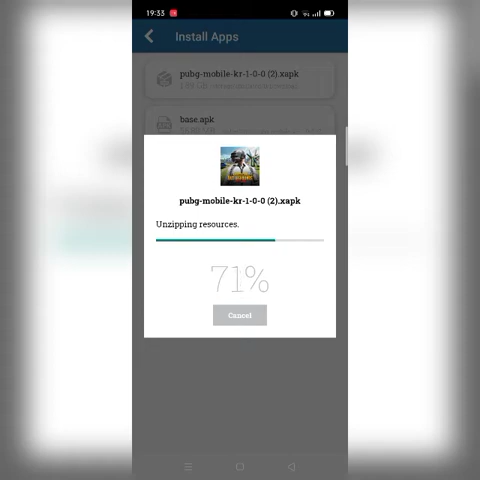 19:33
Install Apps
pubg-mobile-kr-1-0-0 (2).xapk
base.apk
pubg-mobile-kr-1-0-0 (2).xapk
Unzipping resources.
71%
Cancel